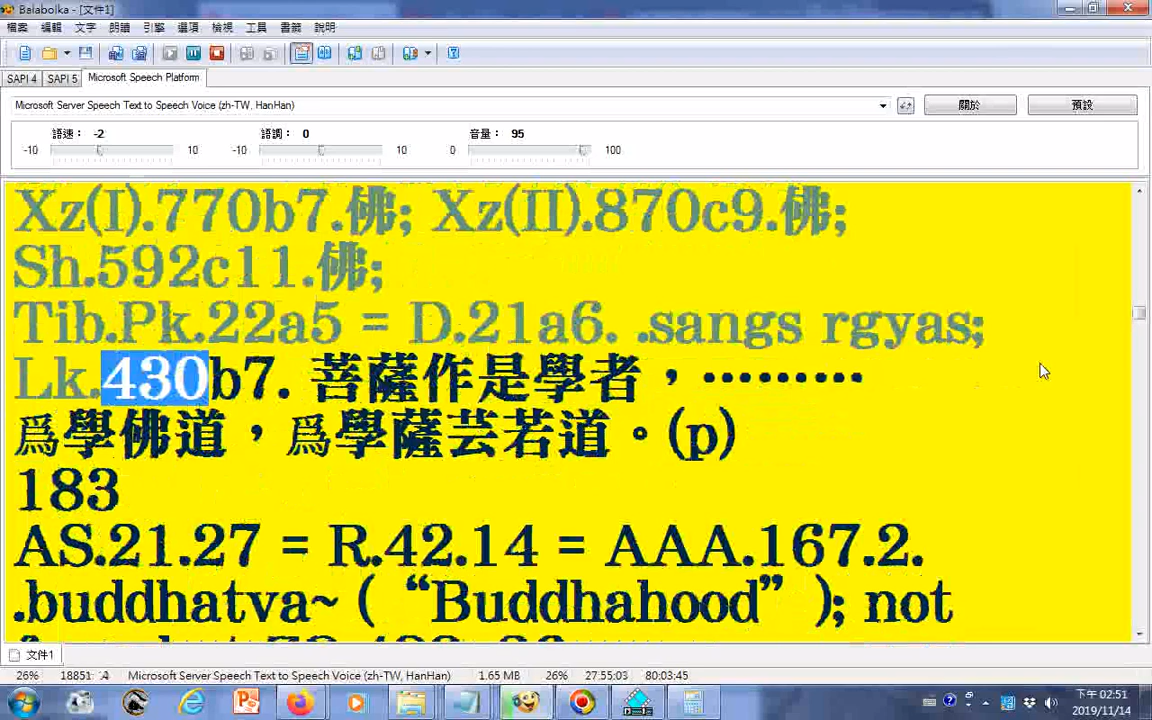 Balabolka - [文件1]
檔案 編輯 文字 朗讀 引擎 選項 檢視 工具 書籤 說明
SAPI 4 SAPI 5 Microsoft Speech Platform
Microsoft Server Speech Text to Speech Voice (zh-TW, HanHan) 關於 預設
語速： -2 語調： 0 音量： 95
-10 10 -10 10 0 100
Xz(I).770b7.佛; Xz(II).870c9.佛;
Sh.592c11.佛;
Tib.Pk.22a5 = D.21a6. .sangs rgyas;
Lk.430b7. 菩薩作是學者，………
爲學佛道，爲學薩芸若道。(p)
183
AS.21.27 = R.42.14 = AAA.167.2.
.buddhatva~ ( “Buddhahood” ); not
文件1
26% Microsoft Server Speech Text to Speech Voice (zh-TW, HanHan) 1.65 MB 26% 27:55:03 80:03:45
下午 02:51
2019/11/14